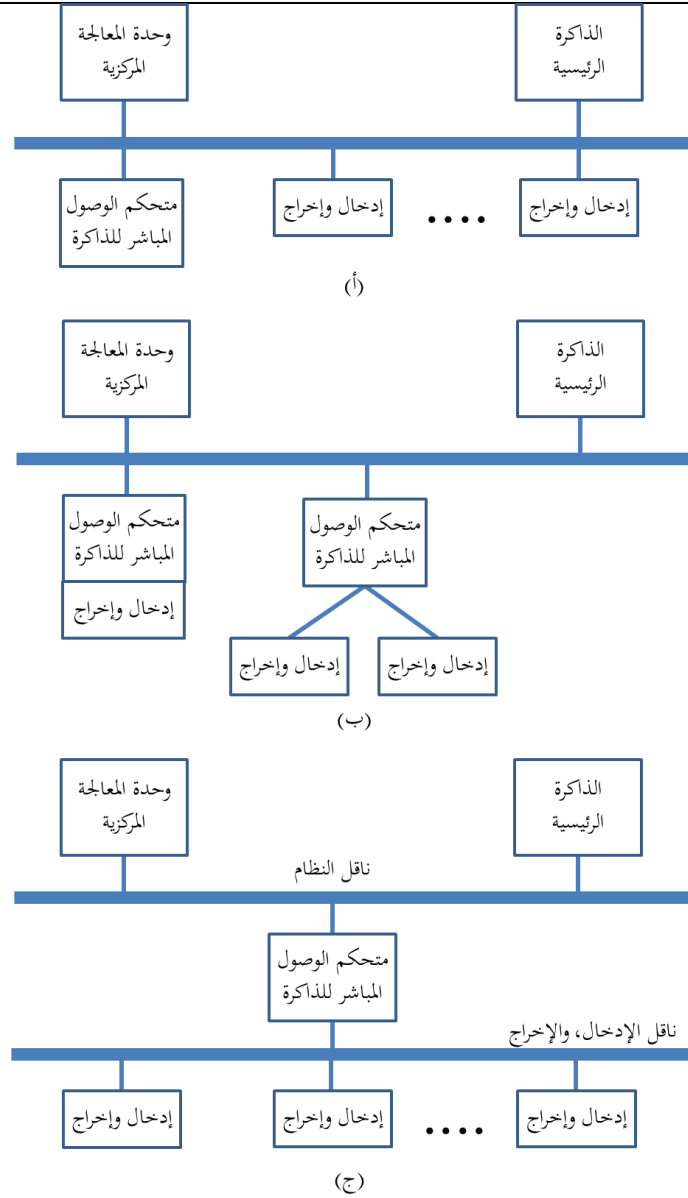 وحدة المعالجة
المركزية
الذاكرة
الرئيسية
متحكم الوصول
المباشر للذاكرة
إدخال وإخراج
....
إدخال وإخراج
(أ)
وحدة المعالجة
المركزية
الذاكرة
الرئيسية
متحكم الوصول
المباشر للذاكرة
إدخال وإخراج
متحكم الوصول
المباشر للذاكرة
إدخال وإخراج
إدخال وإخراج
(ب)
وحدة المعالجة
المركزية
الذاكرة
الرئيسية
ناقل النظام
متحكم الوصول
المباشر للذاكرة
ناقل الإدخال، والإخراج
إدخال وإخراج
إدخال وإخراج
....
إدخال وإخراج
(ج)